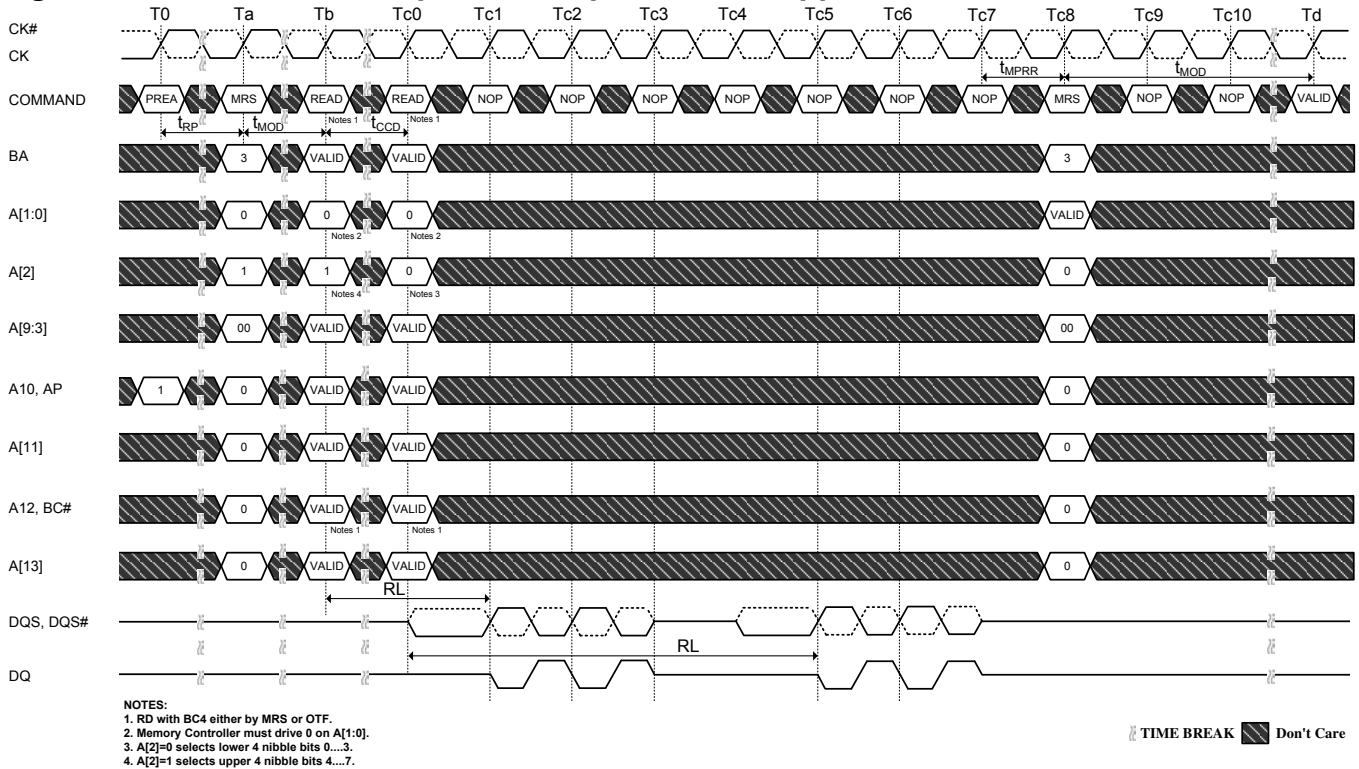 T0 Ta Tb Tc0 Tc1 Tc2 Tc3 Tc4 Tc5 Tc6 Tc7 Tc8 Tc9 Tc10 Td
CK#
CK
tMPRR tMOD
COMMAND PREA MRS READ READ NOP NOP NOP NOP NOP NOP NOP MRS NOP NOP VALID
Notes 1 Notes 1
tRP tMOD tCCD
BA 3 VALID VALID 3
A[1:0] 0 0 0 VALID
Notes 2 Notes 2
A[2] 1 1 0 0
Notes 4 Notes 3
A[9:3] 00 VALID VALID 00
A10, AP 1 0 VALID VALID 0
A[11] 0 VALID VALID 0
A12, BC# 0 VALID VALID 0
Notes 1 Notes 1
A[13] 0 VALID VALID 0
RL
DQS, DQS#
RL
DQ
NOTES:
1. RD with BC4 either by MRS or OTF.
2. Memory Controller must drive 0 on A[1:0].
3. A[2]=0 selects lower 4 nibble bits 0....3.
4. A[2]=1 selects upper 4 nibble bits 4....7.
TIME BREAK Don't Care